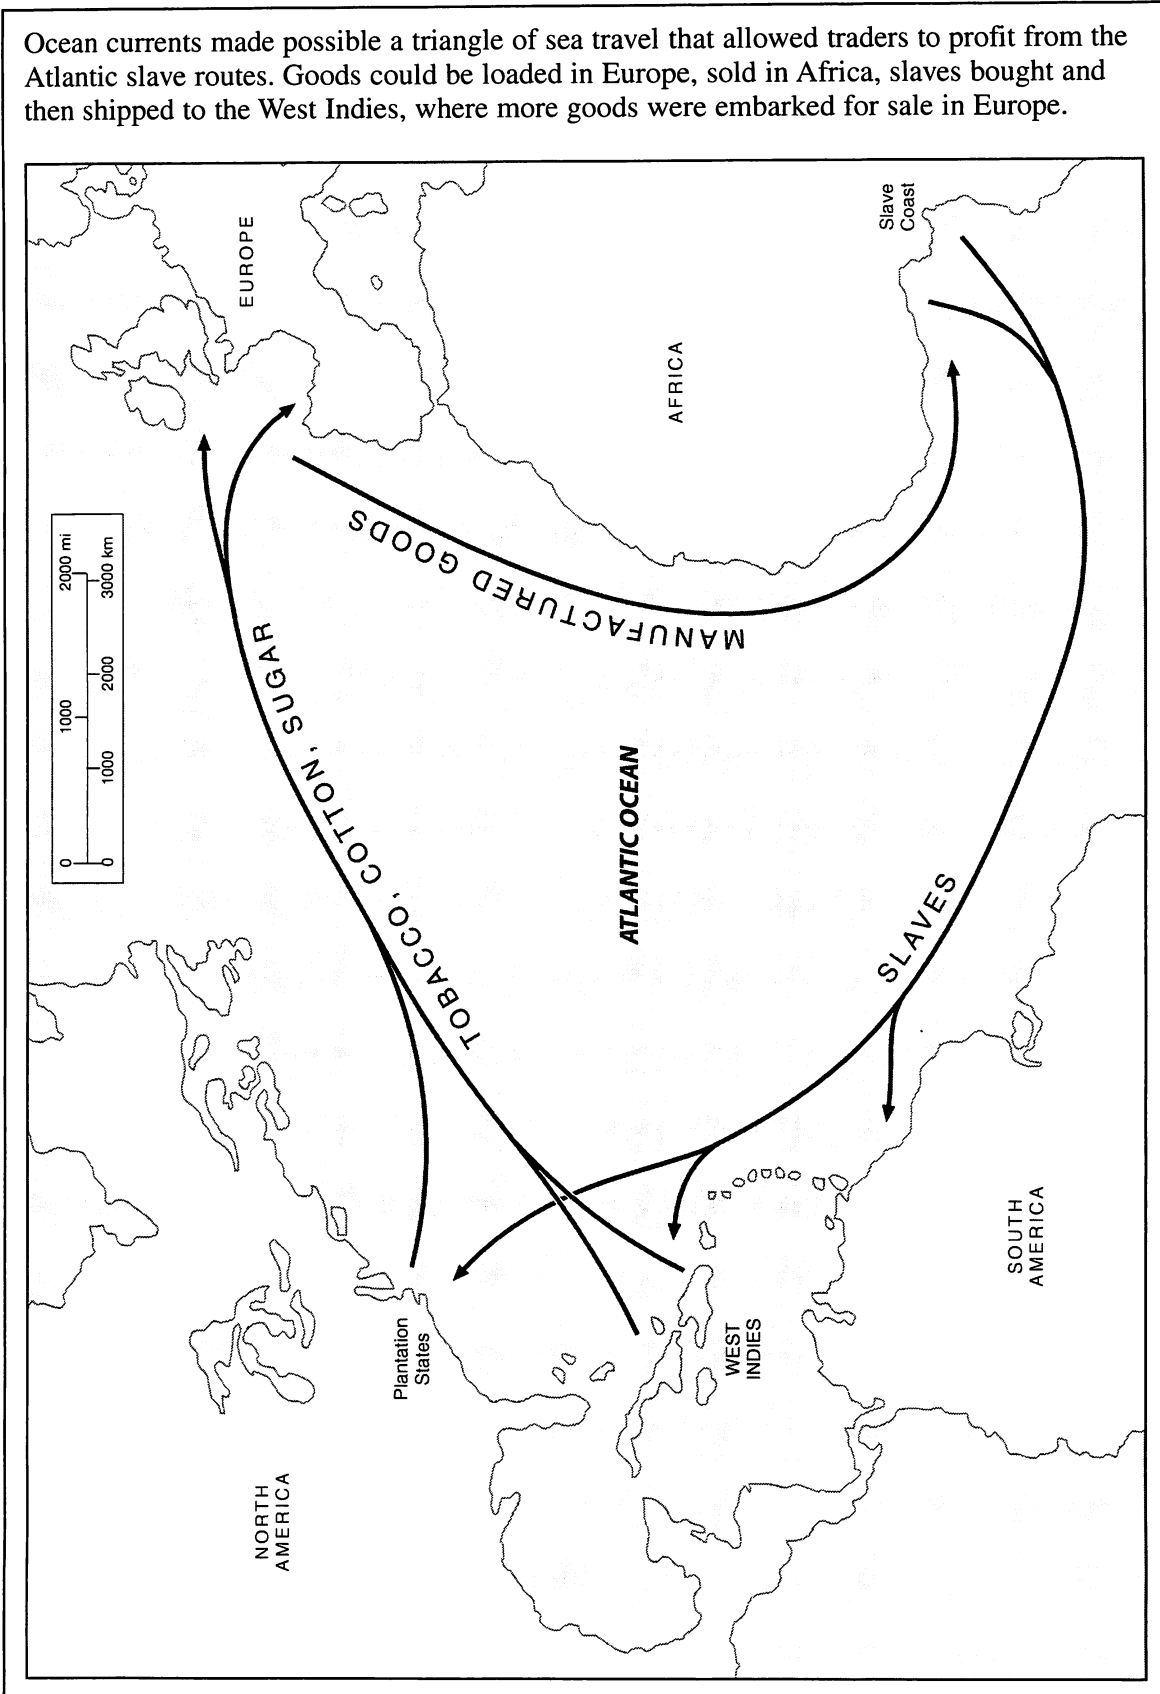 Ocean currents made possible a triangle of sea travel that allowed traders to profit from the
Atlantic slave routes. Goods could be loaded in Europe, sold in Africa, slaves bought and
then shipped to the West Indies, where more goods were embarked for sale in Europe.
0 1000 2000 mi
0 1000 2000 3000 km
EUROPE
Slave
Coast
AFRICA
MANUFACTURED GOODS
TOBACCO, COTTON, SUGAR
ATLANTIC OCEAN
SLAVES
SOUTH
AMERICA
WEST
INDIES
Plantation
States
NORTH
AMERICA